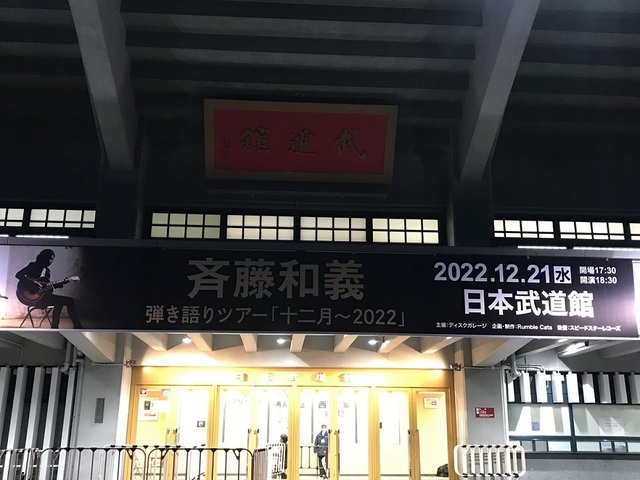 武道館
斉藤和義
弾き語りツアー「十二月〜2022」
2022.12.21水 開場17:30 開演18:30
日本武道館
主催:ディスクガレージ 企画・制作:Rumble Cats 後援:スピードスターレコーズ